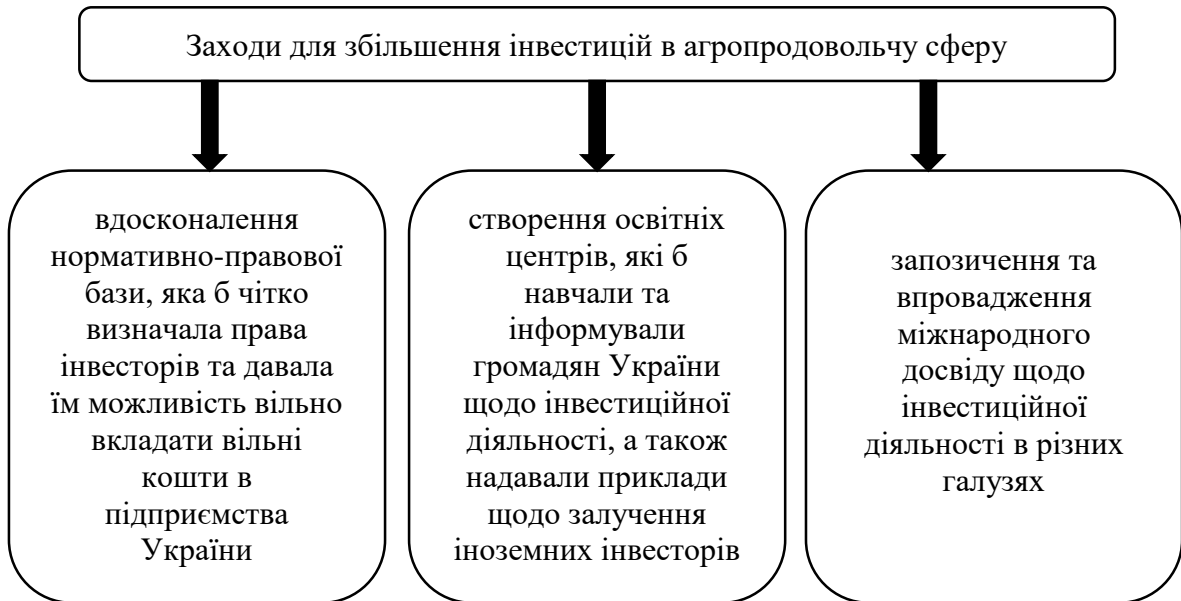 Заходи для збільшення інвестицій в агропродовольчу сферу
вдосконалення
нормативно-правової
бази, яка б чітко
визначала права
інвесторів та давала
їм можливість вільно
вкладати вільні
кошти в
підприємства
України
створення освітніх
центрів, які б
навчали та
інформували
громадян України
щодо інвестиційної
діяльності, а також
надавали приклади
щодо залучення
іноземних інвесторів
запозичення та
впровадження
міжнародного
досвіду щодо
інвестиційної
діяльності в різних
галузях